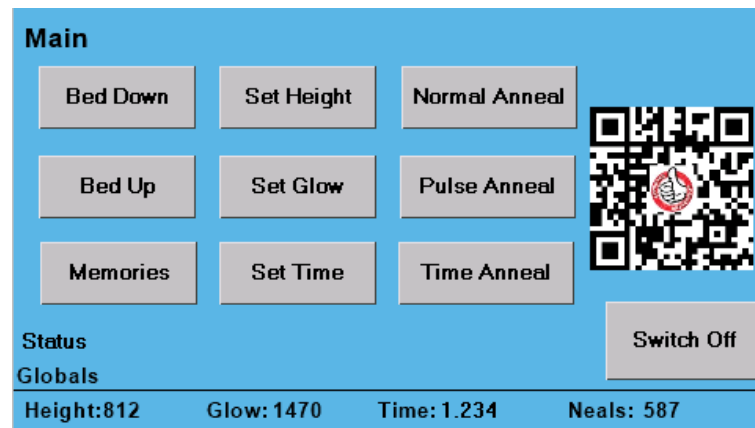 Main
Bed Down Set Height Normal Anneal
Bed Up Set Glow Pulse Anneal
Memories Set Time Time Anneal
Status Switch Off
Globals
Height:812 Glow: 1470 Time: 1.234 Neals: 587